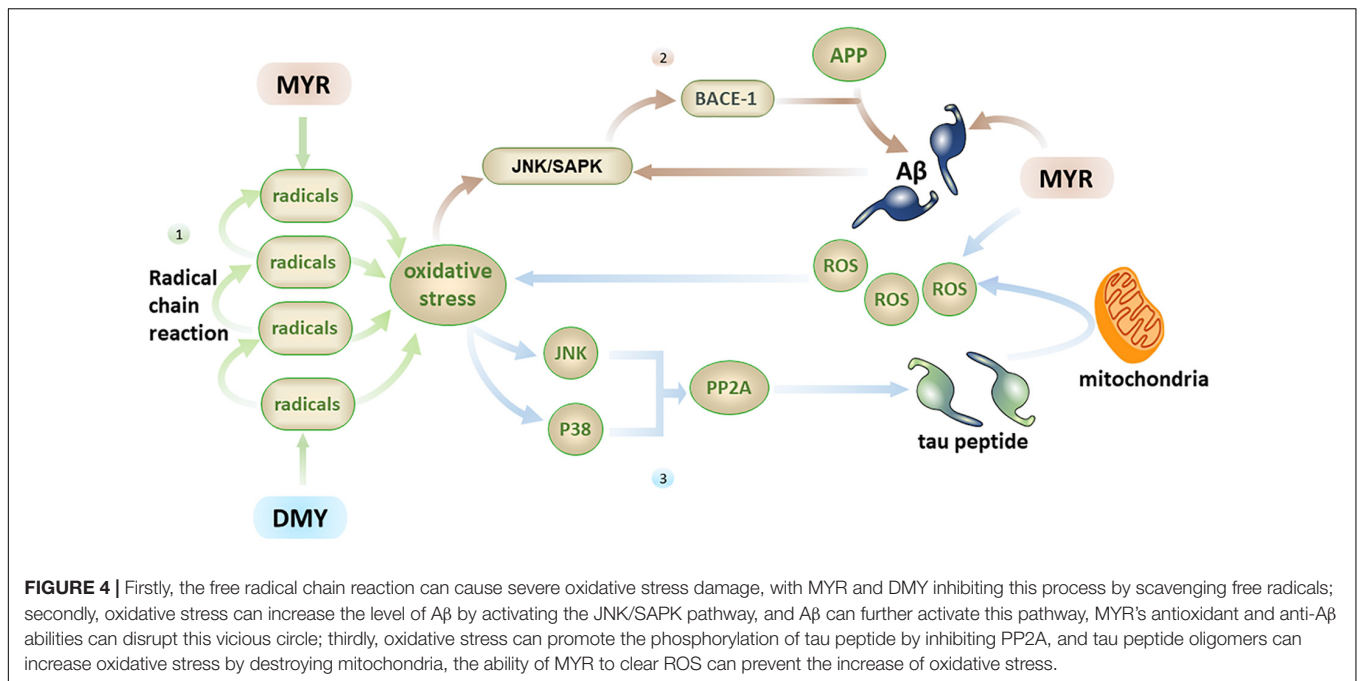 MYR
radicals
radicals
radicals
radicals
1
Radical
chain
reaction
DMY
oxidative
stress
2
JNK/SAPK
BACE-1
APP
Aβ
MYR
ROS
ROS
ROS
JNK
P38
PP2A
3
tau peptide
mitochondria
FIGURE 4 | Firstly, the free radical chain reaction can cause severe oxidative stress damage, with MYR and DMY inhibiting this process by scavenging free radicals;
secondly, oxidative stress can increase the level of Aβ by activating the JNK/SAPK pathway, and Aβ can further activate this pathway, MYR's antioxidant and anti-Aβ
abilities can disrupt this vicious circle; thirdly, oxidative stress can promote the phosphorylation of tau peptide by inhibiting PP2A, and tau peptide oligomers can
increase oxidative stress by destroying mitochondria, the ability of MYR to clear ROS can prevent the increase of oxidative stress.